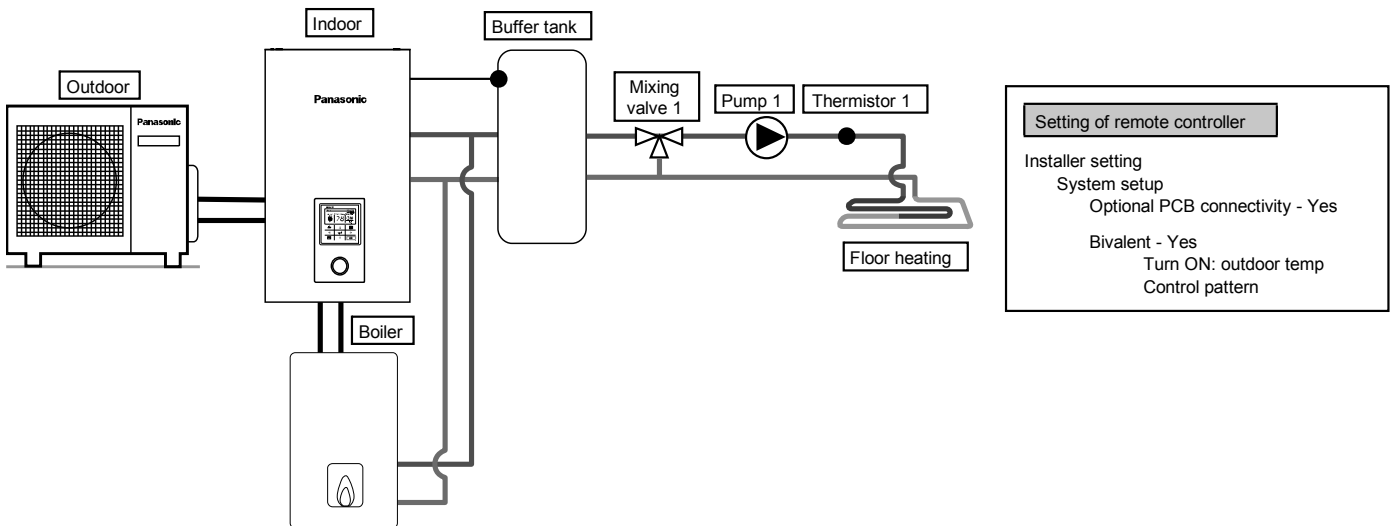 Outdoor
Panasonic
Indoor
Panasonic
Boiler
Buffer tank
Mixing
valve 1
Pump 1
Thermistor 1
Floor heating
Setting of remote controller
Installer setting
System setup
Optional PCB connectivity - Yes
Bivalent - Yes
Turn ON: outdoor temp
Control pattern